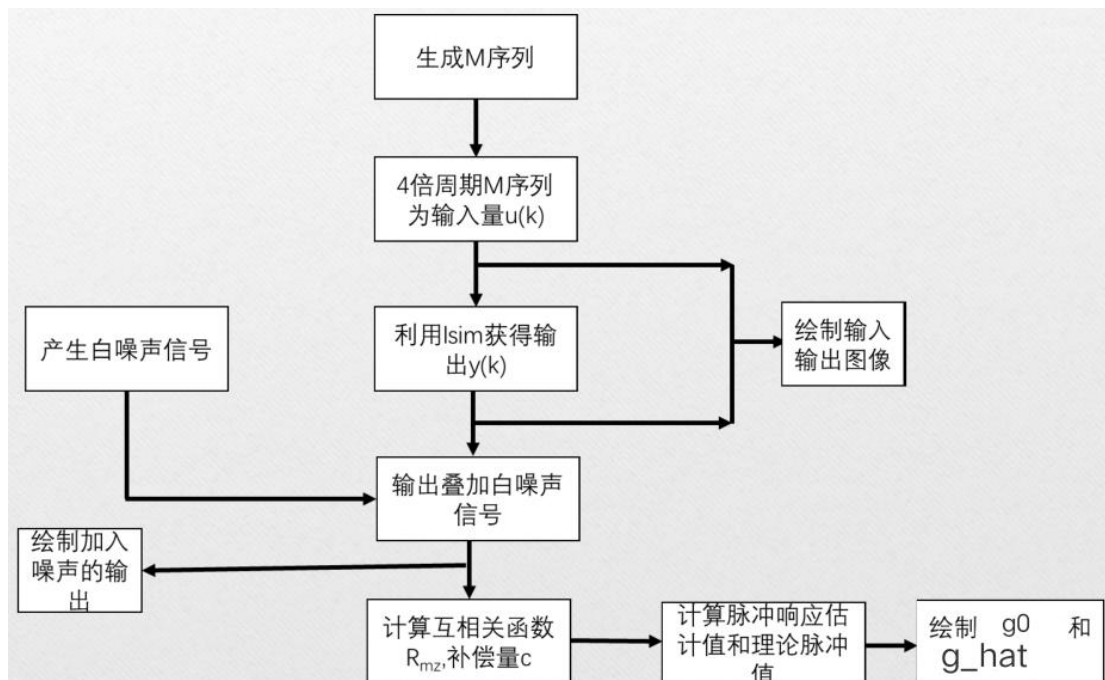 生成M序列
4倍周期M序列
为输入量u(k)
产生白噪声信号
利用lsim获得输
出y(k)
绘制输入
输出图像
输出叠加白噪声
信号
绘制加入
噪声的输
出
计算互相关函数
Rmz,补偿量c
计算脉冲响应估
计值和理论脉冲
值
绘制 g0 和
g_hat